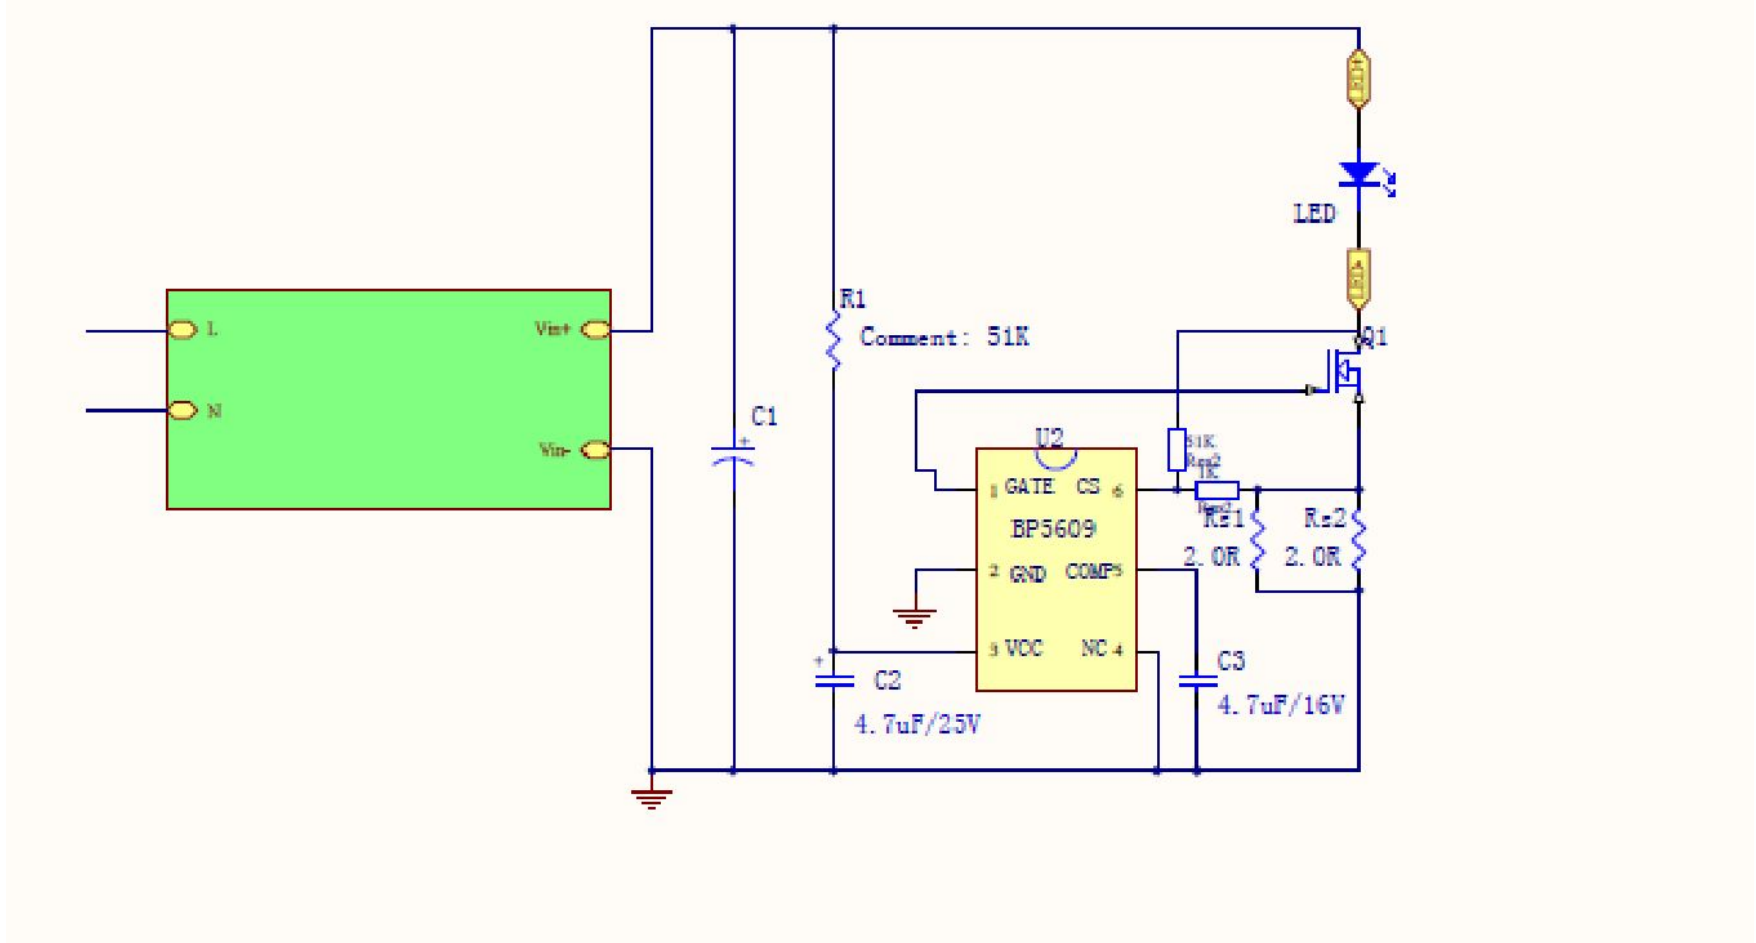 LED+
LED
LED-
R1
Comment: 51K
Q1
L
Vin+
N
Vin-
C1
U2
51K
1K
1 GATE CS 6
BP5609
Rs1
Rs2
2.0R
2.0R
2 GND COMP 5
3 VCC NC 4
C2
4.7uF/25V
C3
4.7uF/16V